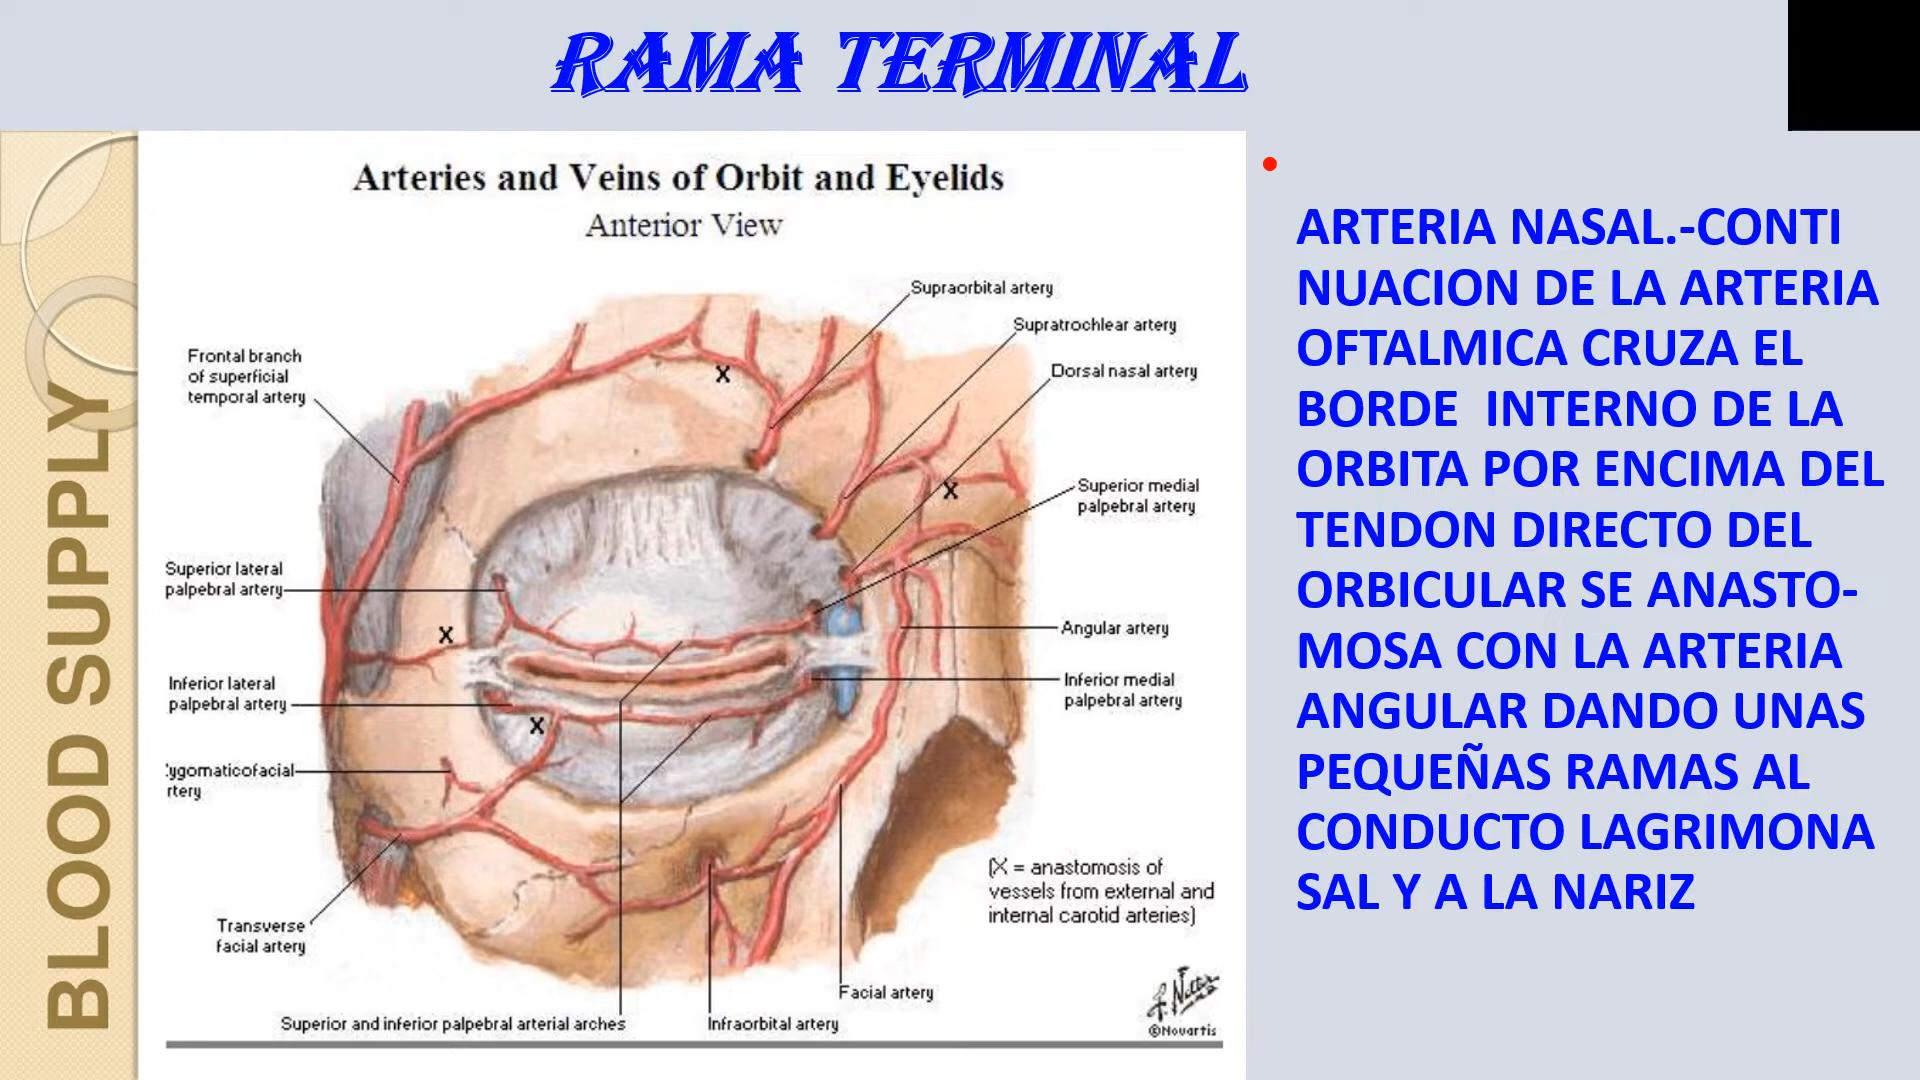 RAMA TERMINAL
BLOOD SUPPLY
Arteries and Veins of Orbit and Eyelids
Anterior View
Supraorbital artery
Supratrochlear artery
Dorsal nasal artery
Frontal branch
of superficial
temporal artery
X
X
Superior medial
palpebral artery
Superior lateral
palpebral artery
X
Angular artery
Inferior lateral
palpebral artery
Inferior medial
palpebral artery
X
ygomaticofacial
rtery
(X = anastomosis of
vessels from external and
internal carotid arteries)
Transverse
facial artery
Facial artery
Superior and inferior palpebral arterial arches
Infraorbital artery
F. Netter
©Novartis
ARTERIA NASAL.-CONTI
NUACION DE LA ARTERIA
OFTALMICA CRUZA EL
BORDE INTERNO DE LA
ORBITA POR ENCIMA DEL
TENDON DIRECTO DEL
ORBICULAR SE ANASTO-
MOSA CON LA ARTERIA
ANGULAR DANDO UNAS
PEQUEÑAS RAMAS AL
CONDUCTO LAGRIMONA
SAL Y A LA NARIZ